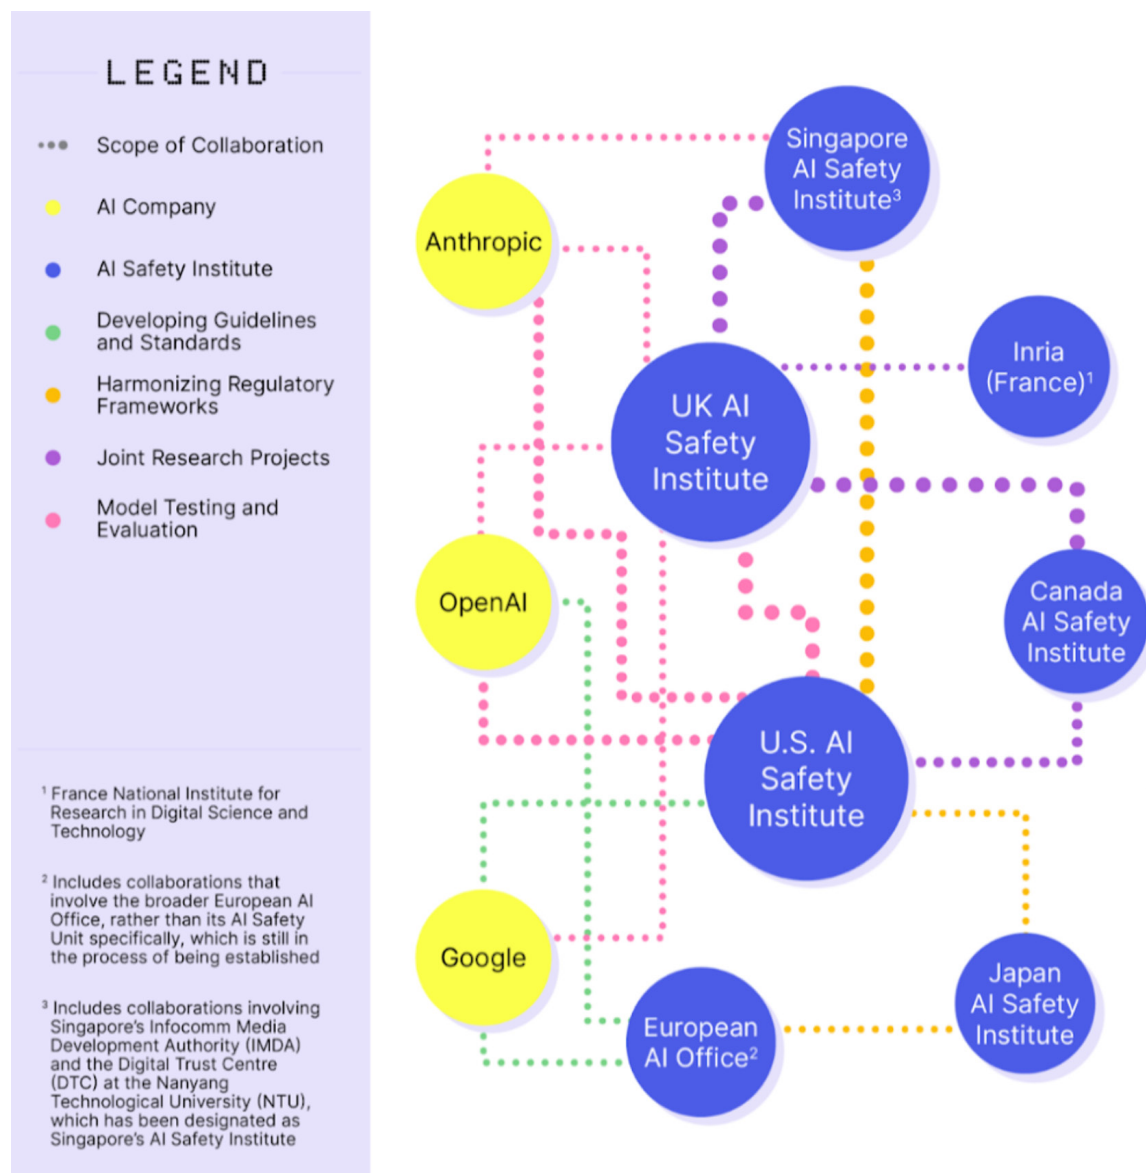 LEGEND
Scope of Collaboration
AI Company
AI Safety Institute
Developing Guidelines
and Standards
Harmonizing Regulatory
Frameworks
Joint Research Projects
Model Testing and
Evaluation
¹ France National Institute for
Research in Digital Science and
Technology
² Includes collaborations that
involve the broader European AI
Office, rather than its AI Safety
Unit specifically, which is still in
the process of being established
³ Includes collaborations involving
Singapore’s Infocomm Media
Development Authority (IMDA)
and the Digital Trust Centre
(DTC) at the Nanyang
Technological University (NTU),
which has been designated as
Singapore’s AI Safety Institute
Singapore
AI Safety
Institute³
Anthropic
Inria
(France)¹
UK AI
Safety
Institute
OpenAI
Canada
AI Safety
Institute
U.S. AI
Safety
Institute
Google
Japan
AI Safety
Institute
European
AI Office²